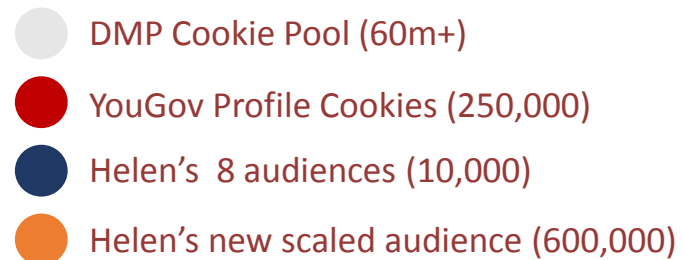 DMP Cookie Pool (60m+)
YouGov Profile Cookies (250,000)
Helen’s  8 audiences (10,000)
Helen’s new scaled audience (600,000)